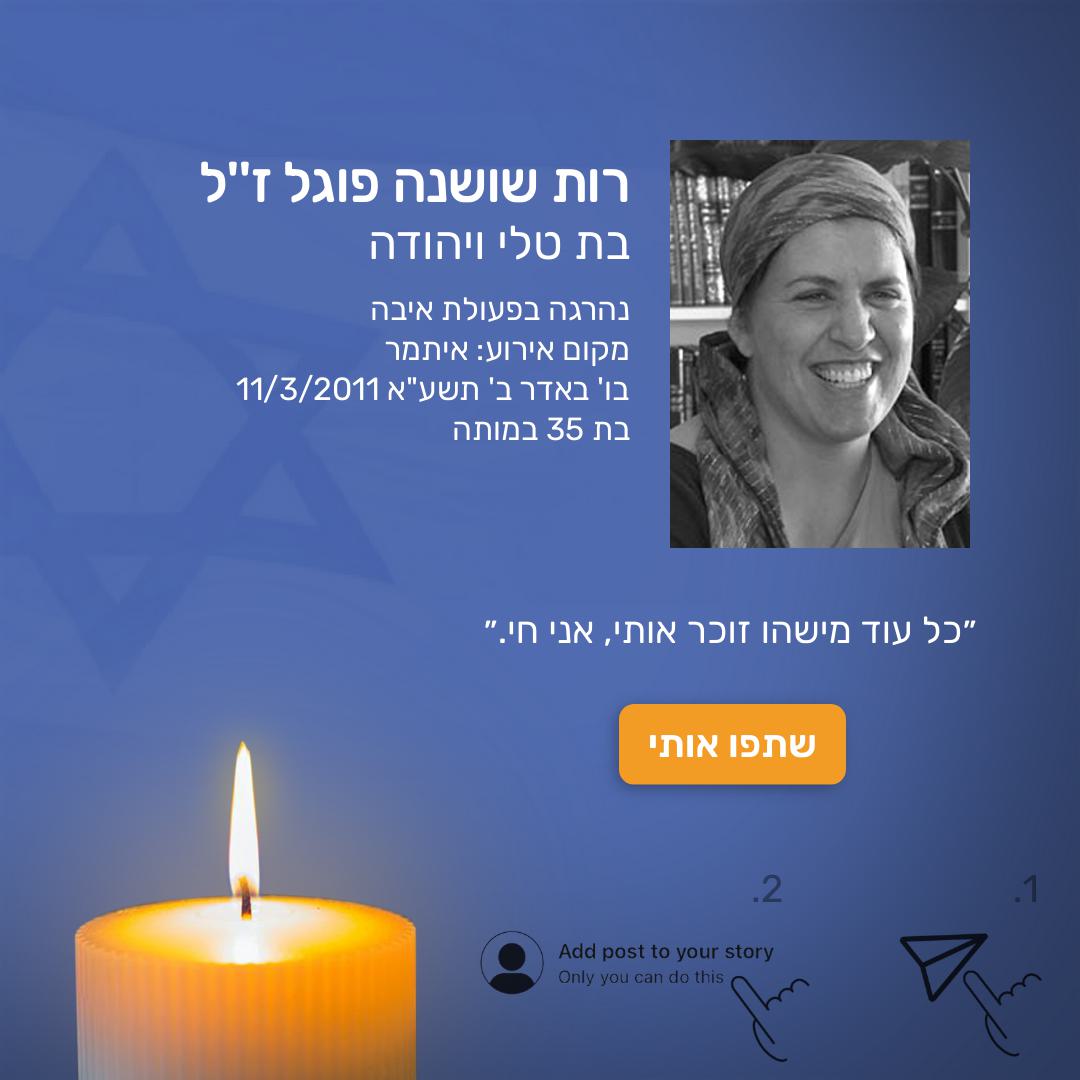 רות שושנה פוגל ז"ל
בת טלי ויהודה
נהרגה בפעולת איבה
מקום אירוע: איתמר
בו' באדר ב' תשע"א 11/3/2011
בת 35 במותה
״כל עוד מישהו זוכר אותי, אני חי.״
שתפו אותי
1.
2.
Add post to your story
Only you can do this